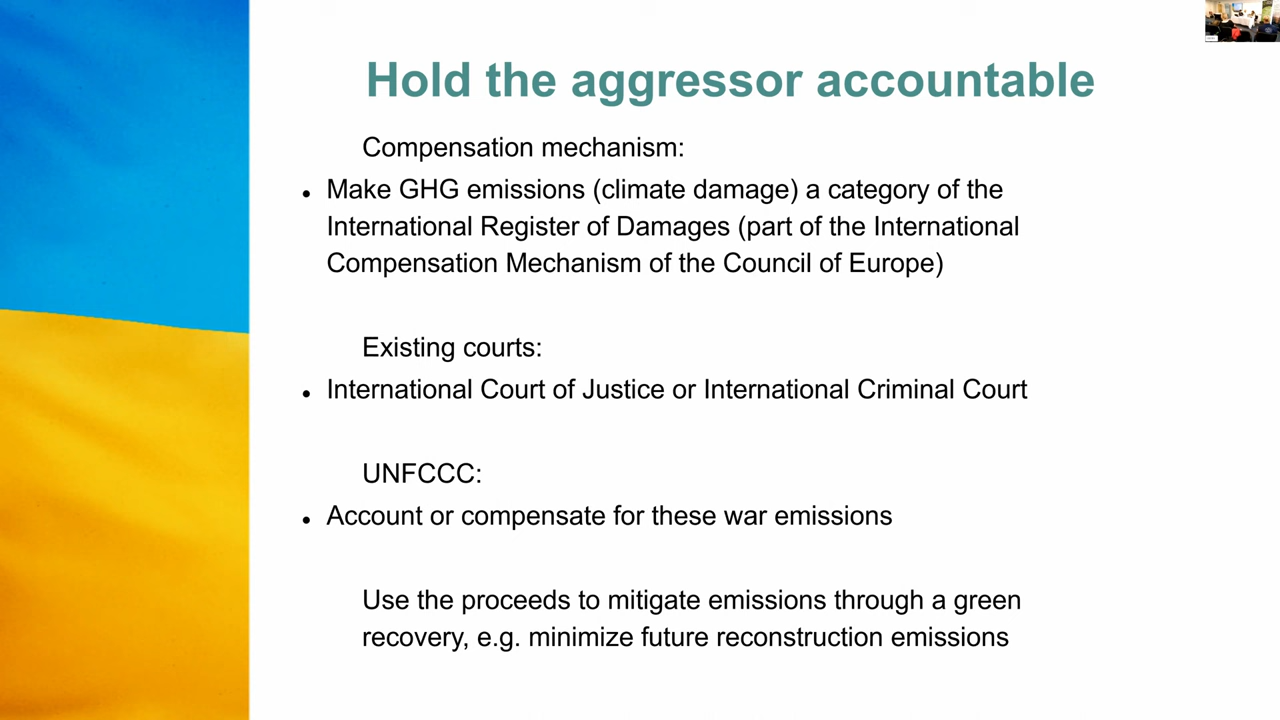 Hold the aggressor accountable
Compensation mechanism:
• Make GHG emissions (climate damage) a category of the
International Register of Damages (part of the International
Compensation Mechanism of the Council of Europe)
Existing courts:
• International Court of Justice or International Criminal Court
UNFCCC:
• Account or compensate for these war emissions
Use the proceeds to mitigate emissions through a green
recovery, e.g. minimize future reconstruction emissions